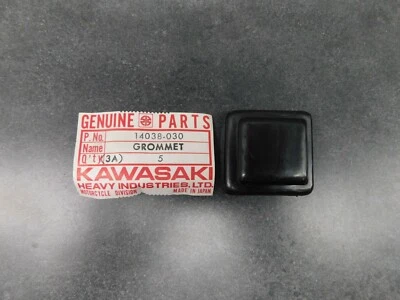 GENUINE PARTS
P. No. 14038-030
Name GROMMET
Q'ty (3A) 5
KAWASAKI
HEAVY INDUSTRIES, LTD.
MOTORCYCLE DIVISION MADE IN JAPAN